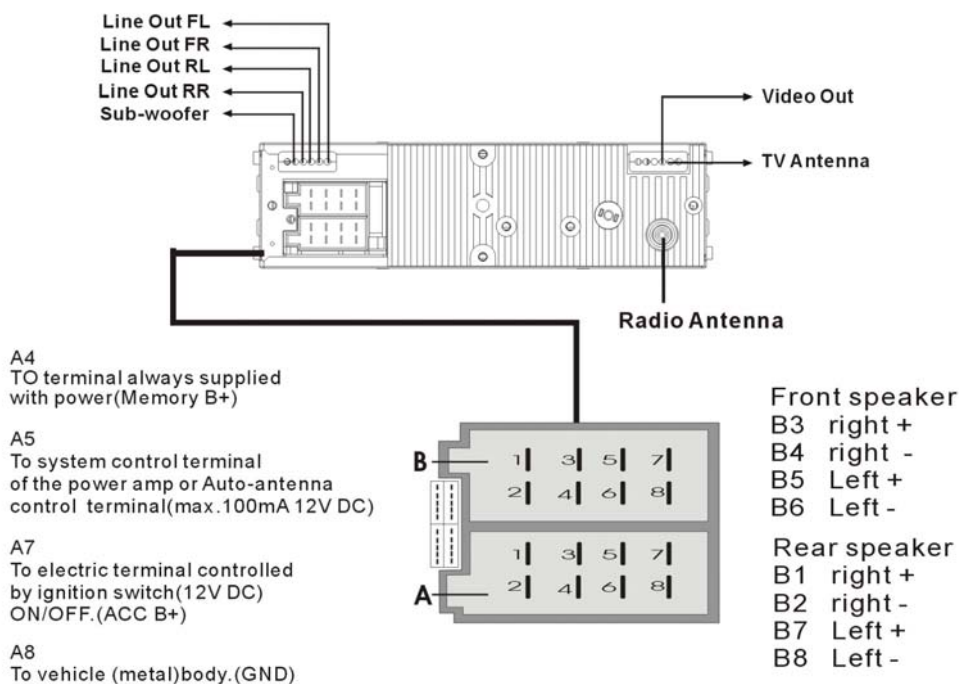 Line Out FL
Line Out FR
Line Out RL
Line Out RR
Sub-woofer
Video Out
TV Antenna
Radio Antenna
A4
TO terminal always supplied
with power(Memory B+)
A5
To system control terminal
of the power amp or Auto-antenna
control terminal(max.100mA 12V DC)
A7
To electric terminal controlled
by ignition switch(12V DC)
ON/OFF.(ACC B+)
A8
To vehicle (metal)body.(GND)
B
1 3 5 7
2 4 6 8
1 3 5 7
A
2 4 6 8
Front speaker
B3 right +
B4 right -
B5 Left +
B6 Left -
Rear speaker
B1 right +
B2 right -
B7 Left +
B8 Left -